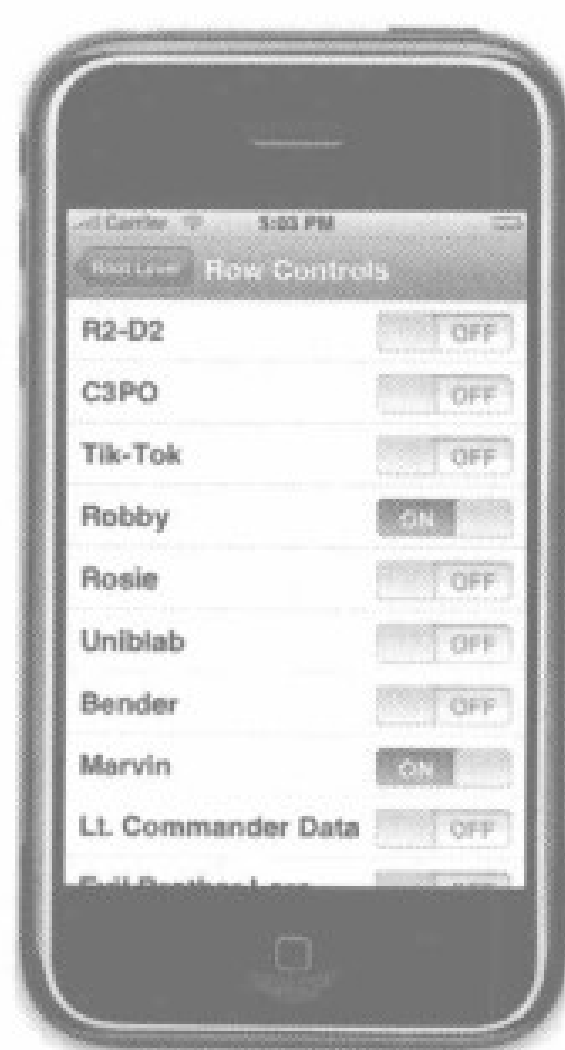 Carrier 5:03 PM
Root Level Row Controls
R2-D2 OFF
C3PO OFF
Tik-Tok OFF
Robby ON
Rosie OFF
Uniblab OFF
Bender OFF
Marvin ON
Lt. Commander Data OFF